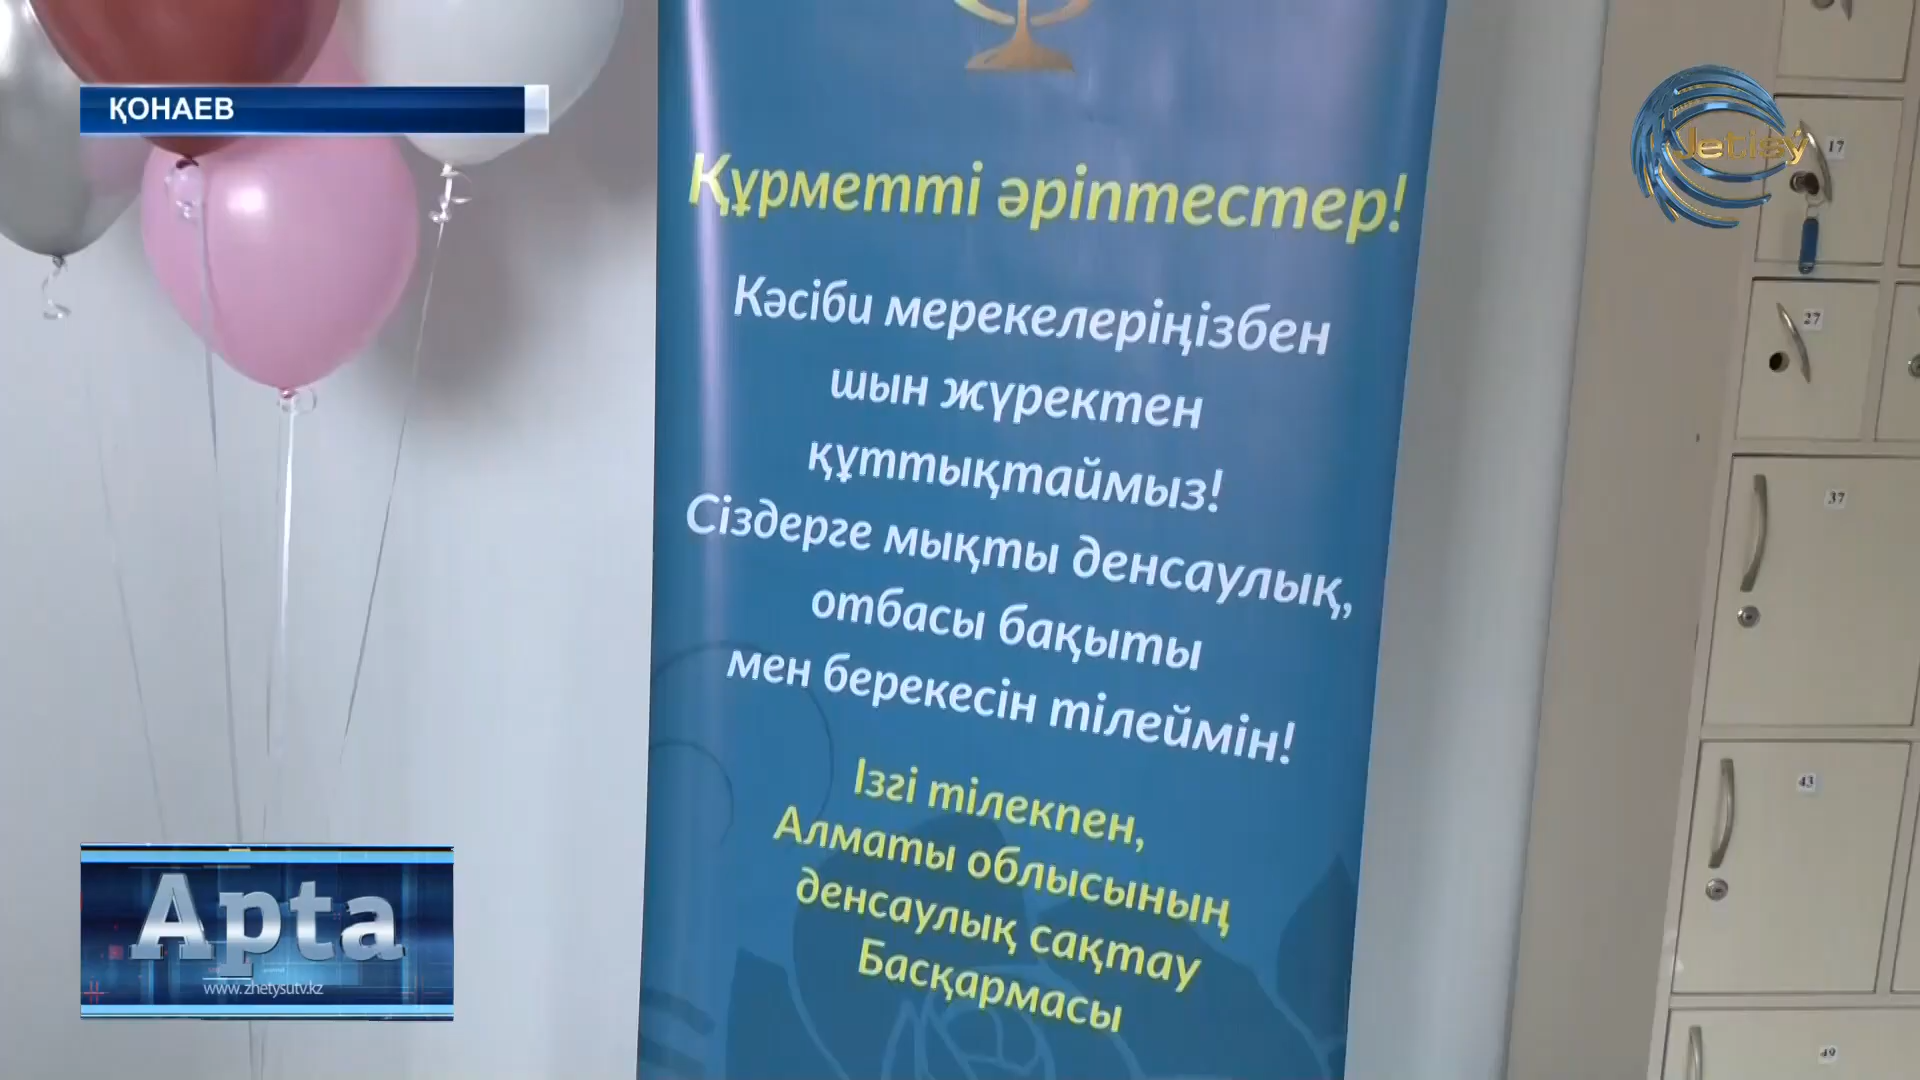 ҚОНАЕВ
Jetisý
17
Құрметті әріптестер!
Кәсіби мерекелеріңізбен
27
шын жүректен
құттықтаймыз!
37
Сіздерге мықты денсаулық,
отбасы бақыты
мен берекесін тілеймін!
43
Ізгі тілекпен,
Алматы облысының
денсаулық сақтау
Басқармасы
49
Apta
www.zhetysutv.kz